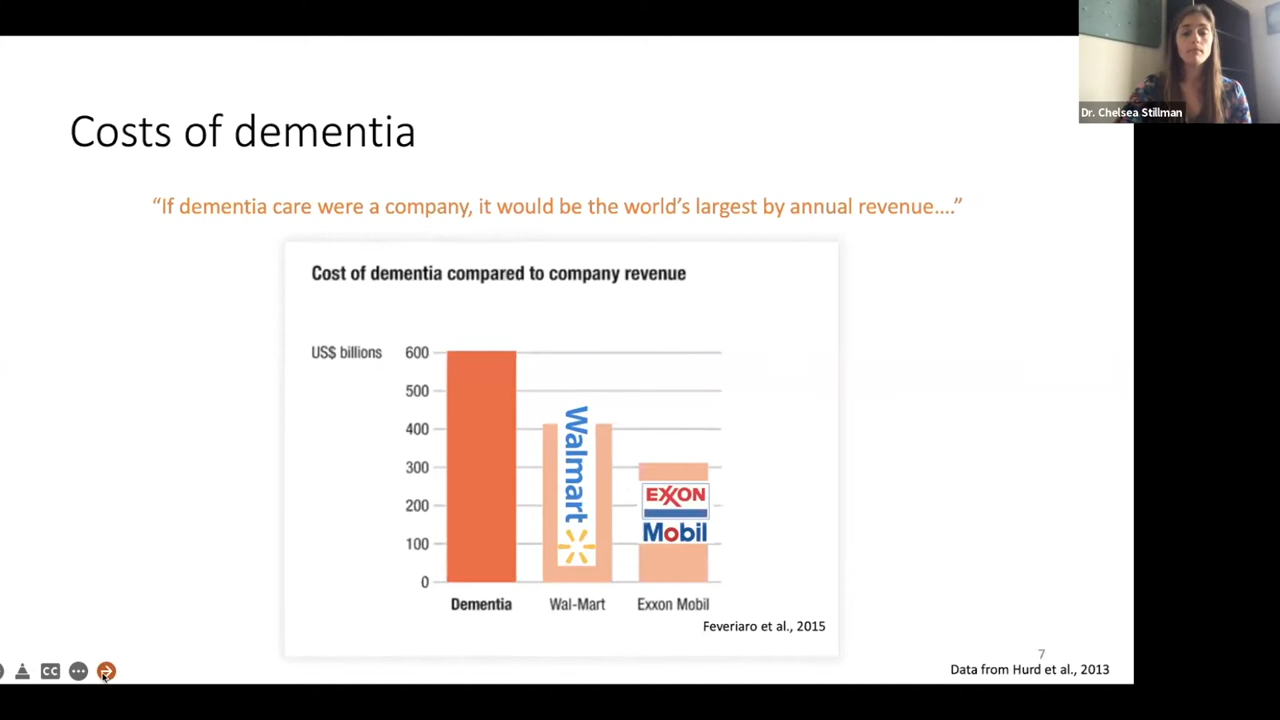 Dr. Chelsea Stillman
Costs of dementia
“If dementia care were a company, it would be the world’s largest by annual revenue....”
Cost of dementia compared to company revenue
US$ billions
600
500
400
300
200
100
0
Walmart
EXXON
Mobil
Dementia
Wal-Mart
Exxon Mobil
Feveriaro et al., 2015
7
Data from Hurd et al., 2013
CC